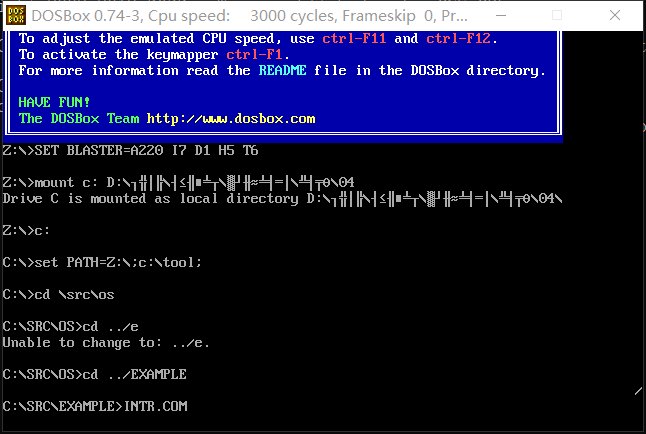 DOSBox 0.74-3, Cpu speed: 3000 cycles, Frameskip 0, Pr...
To adjust the emulated CPU speed, use ctrl-F11 and ctrl-F12.
To activate the keymapper ctrl-F1.
For more information read the README file in the DOSBox directory.
HAVE FUN!
The DOSBox Team http://www.dosbox.com
Z:\>SET BLASTER=A220 I7 D1 H5 T6
Z:\>mount c: 
Drive C is mounted as local directory
Z:\>c:
C:\>set PATH=Z:\;c:\tool;
C:\>cd \src\os
C:\SRC\OS>cd ../e
Unable to change to: ../e.
C:\SRC\OS>cd ../EXAMPLE
C:\SRC\EXAMPLE>INTR.COM